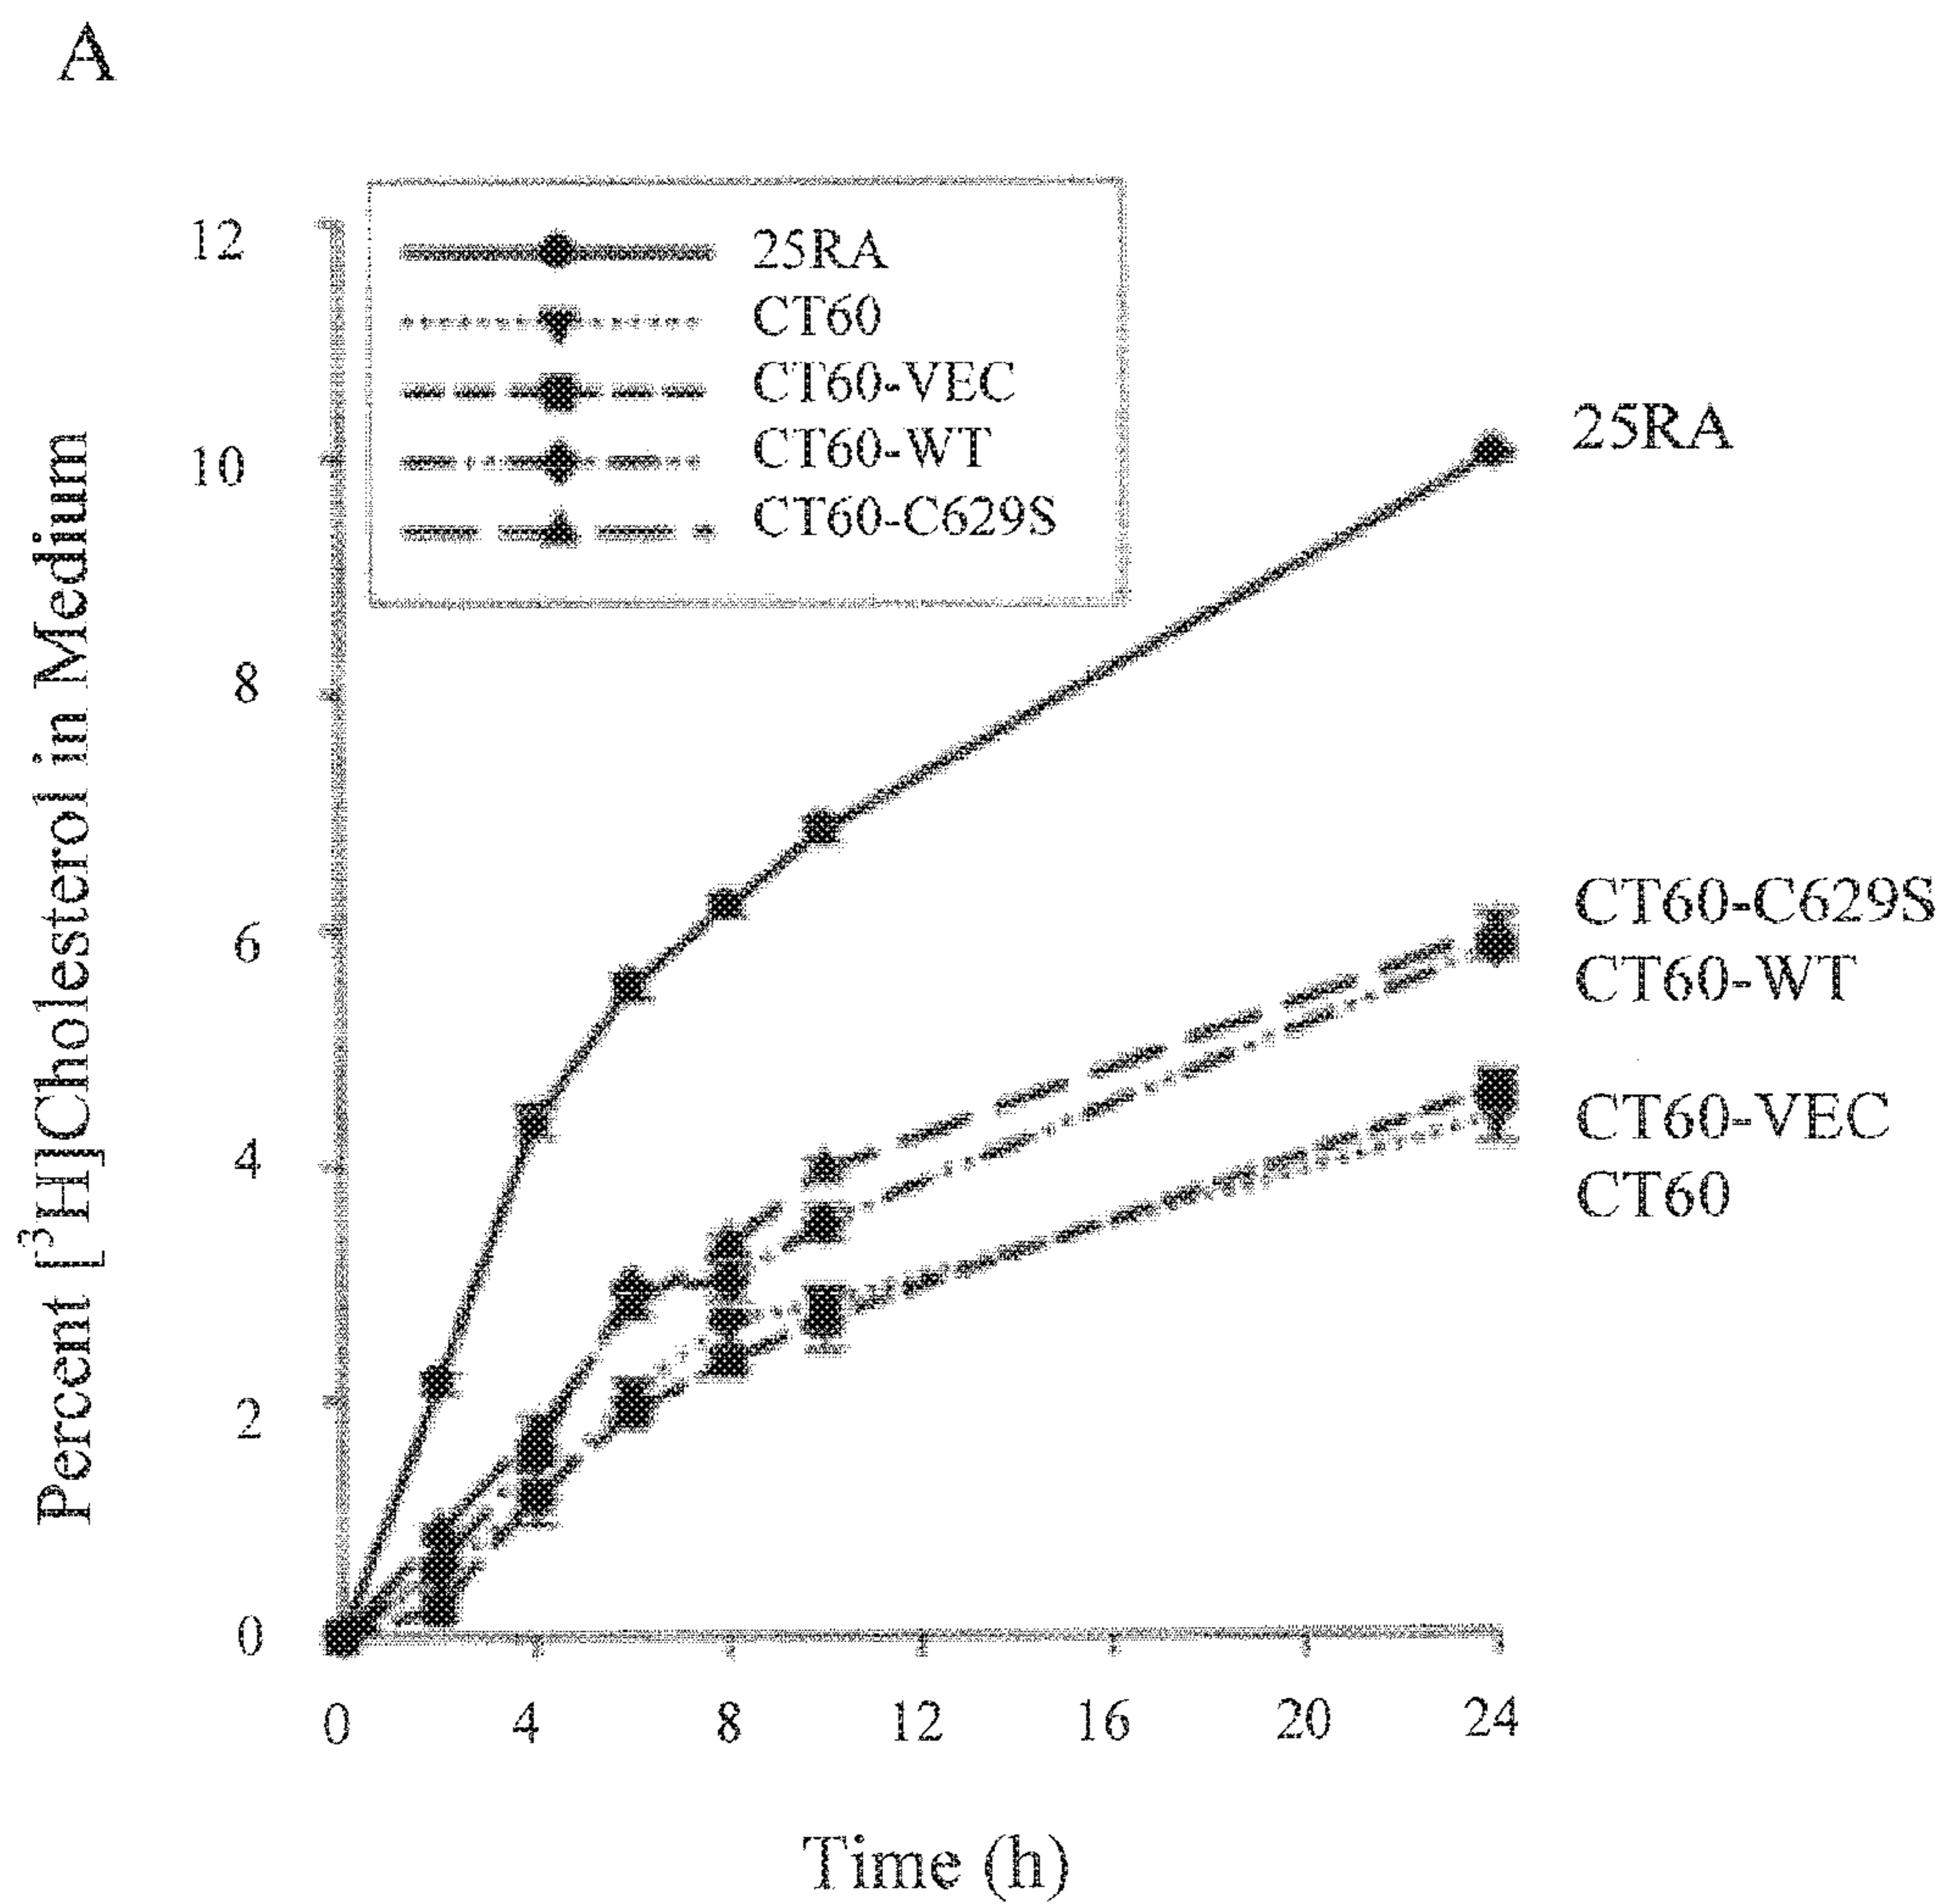 A
12
10
8
6
4
2
0
Percent [³H]Cholesterol in Medium
25RA
CT60
CT60-VEC
CT60-WT
CT60-C629S
25RA
CT60-C629S
CT60-WT
CT60-VEC
CT60
0 4 8 12 16 20 24
Time (h)